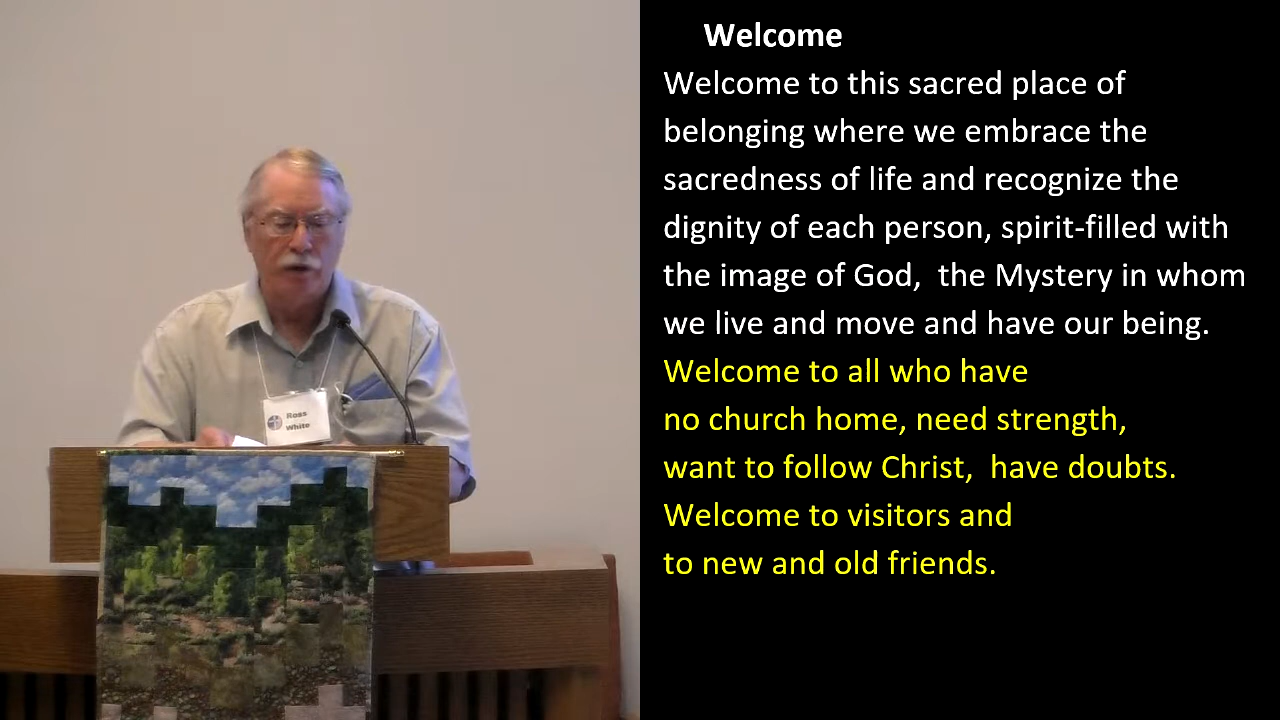 Welcome
Welcome to this sacred place of
belonging where we embrace the
sacredness of life and recognize the
dignity of each person, spirit-filled with
the image of God,  the Mystery in whom
we live and move and have our being.
Welcome to all who have
no church home, need strength,
want to follow Christ,  have doubts.
Welcome to visitors and
to new and old friends.
Ross
White